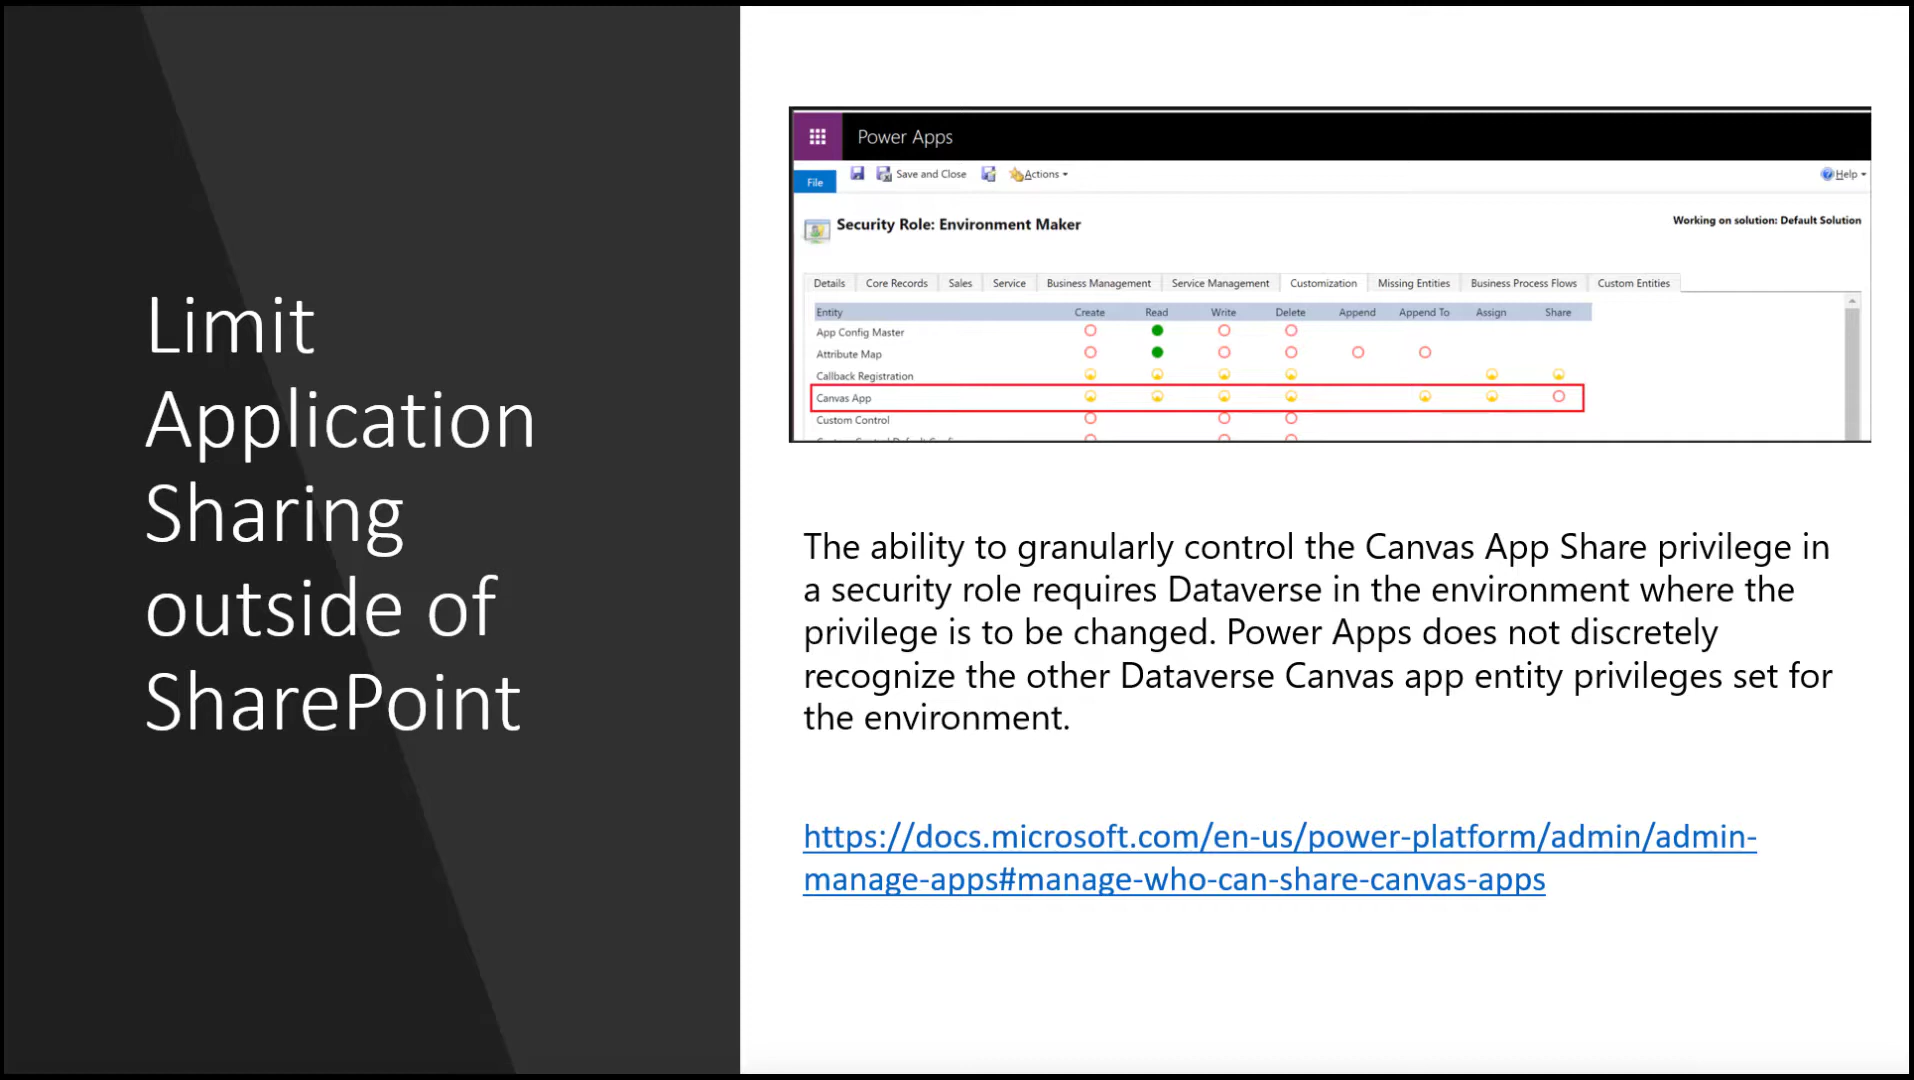 Limit
Application
Sharing
outside of
SharePoint
Power Apps
File
Save and Close
Actions
Help
Security Role: Environment Maker
Working on solution: Default Solution
Details Core Records Sales Service Business Management Service Management Customization Missing Entities Business Process Flows Custom Entities
Entity Create Read Write Delete Append Append To Assign Share
App Config Master
Attribute Map
Callback Registration
Canvas App
Custom Control
The ability to granularly control the Canvas App Share privilege in
a security role requires Dataverse in the environment where the
privilege is to be changed. Power Apps does not discretely
recognize the other Dataverse Canvas app entity privileges set for
the environment.
https://docs.microsoft.com/en-us/power-platform/admin/admin-
manage-apps#manage-who-can-share-canvas-apps